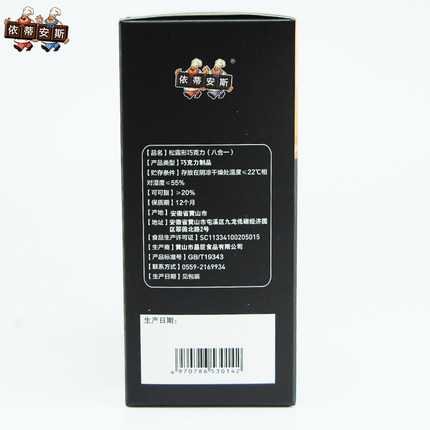 依蒂安斯
依蒂安斯
【品名】松露形巧克力（八合一）
【产品类型】巧克力制品
【贮存条件】存放在阴凉干燥处温度≤22℃相
对湿度≤55%
【可可脂】≥20%
【保质期】12个月
【产地】安徽省黄山市
【地址】安徽省黄山市屯溪区九龙低碳经济园
区翠薇北路2号
【食品生产许可证】SC11334100205015
【生产商】黄山市晶臣食品有限公司
【产品标准号】GB/T19343
【联系方式】0559-2169934
【生产日期】见包装
生产日期：
4970786530142